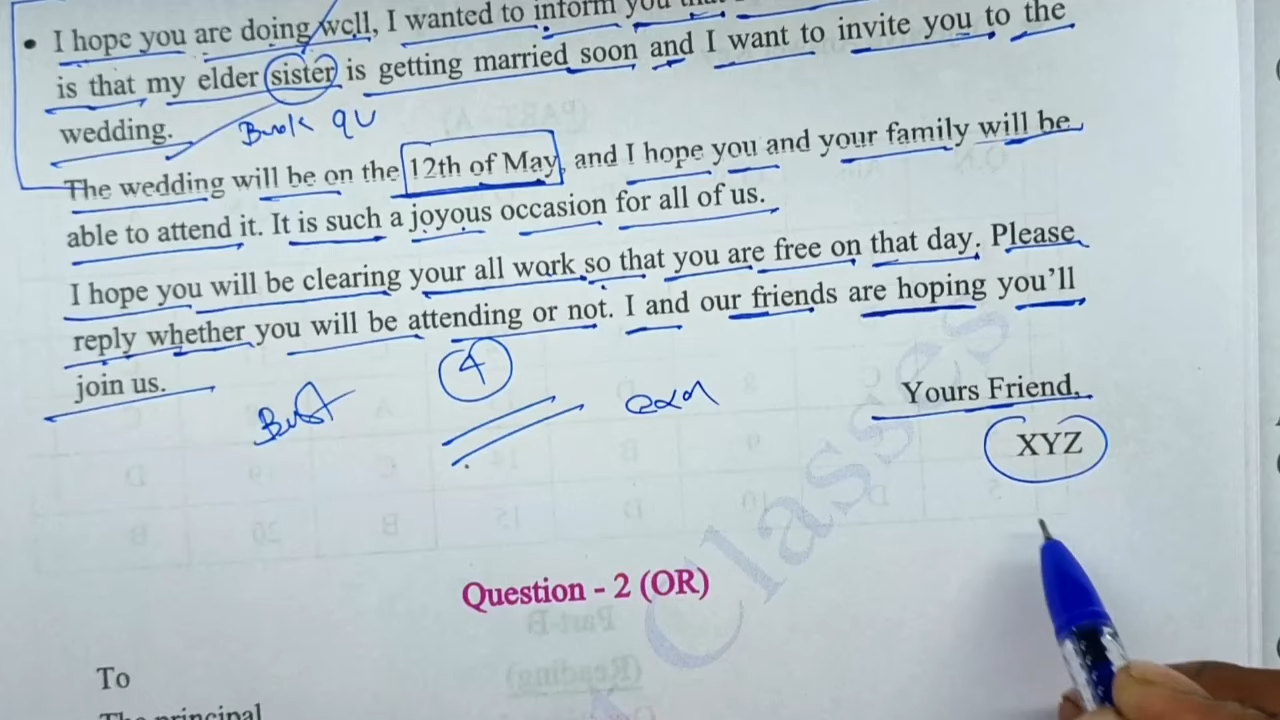 • I hope you are doing well, I wanted to inform you that
is that my elder sister is getting married soon and I want to invite you to the
wedding.
The wedding will be on the 12th of May, and I hope you and your family will be
able to attend it. It is such a joyous occasion for all of us.
I hope you will be clearing your all work so that you are free on that day. Please
reply whether you will be attending or not. I and our friends are hoping you'll
join us.
4
Yours Friend,
XYZ
Classes
Question - 2 (OR)
To
The principal